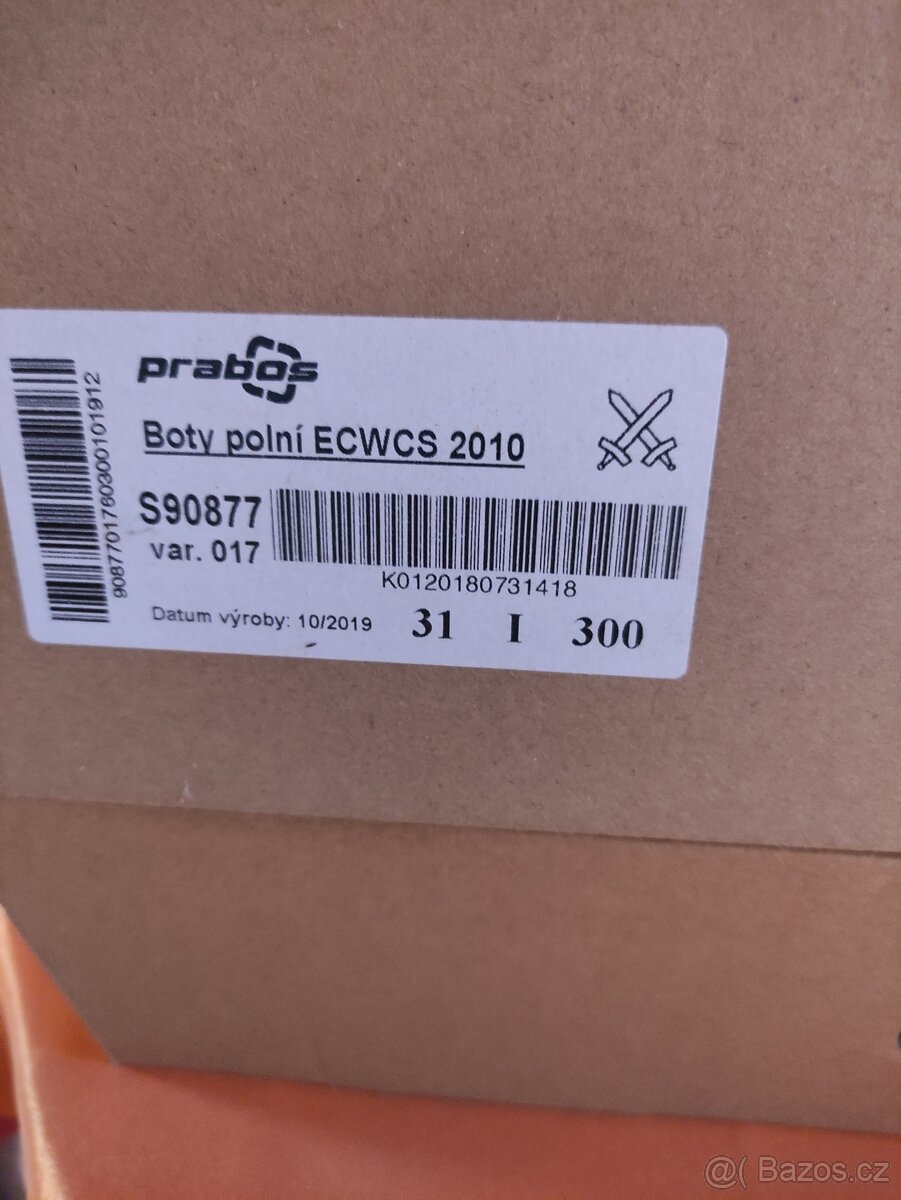 prabos
Boty polní ECWCS 2010
S90877
var. 017
K0120180731418
Datum výroby: 10/2019 31 I 300
9087701760300101912
@( Bazos.cz